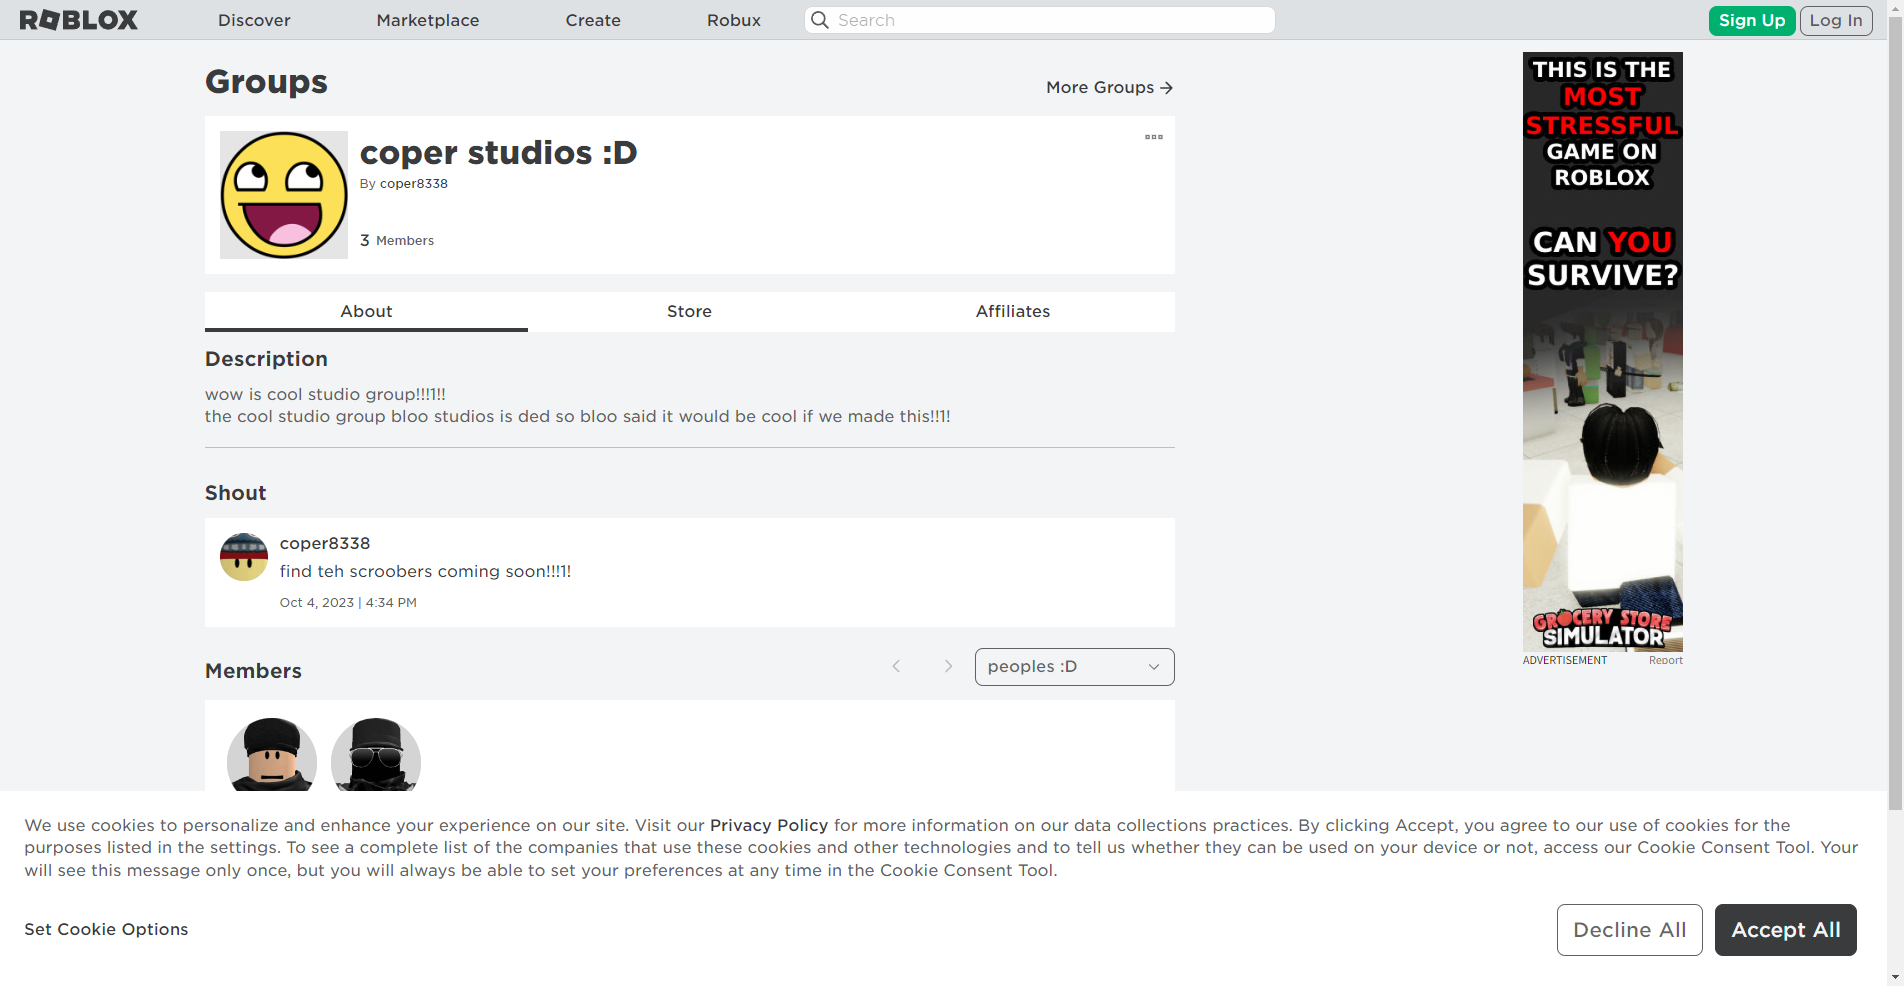 ROBLOX
Discover
Marketplace
Create
Robux
Search
Sign Up
Log In
Groups
More Groups →
coper studios :D
By coper8338
3 Members
About
Store
Affiliates
Description
wow is cool studio group!!!1!!
the cool studio group bloo studios is ded so bloo said it would be cool if we made this!!1!
Shout
coper8338
find teh scroobers coming soon!!!1!
Oct 4, 2023 | 4:34 PM
Members
peoples :D
THIS IS THE
MOST
STRESSFUL
GAME ON
ROBLOX
CAN YOU
SURVIVE?
GROCERY STORE
SIMULATOR
ADVERTISEMENT
Report
We use cookies to personalize and enhance your experience on our site. Visit our Privacy Policy for more information on our data collections practices. By clicking Accept, you agree to our use of cookies for the
purposes listed in the settings. To see a complete list of the companies that use these cookies and other technologies and to tell us whether they can be used on your device or not, access our Cookie Consent Tool. Your
will see this message only once, but you will always be able to set your preferences at any time in the Cookie Consent Tool.
Set Cookie Options
Decline All
Accept All